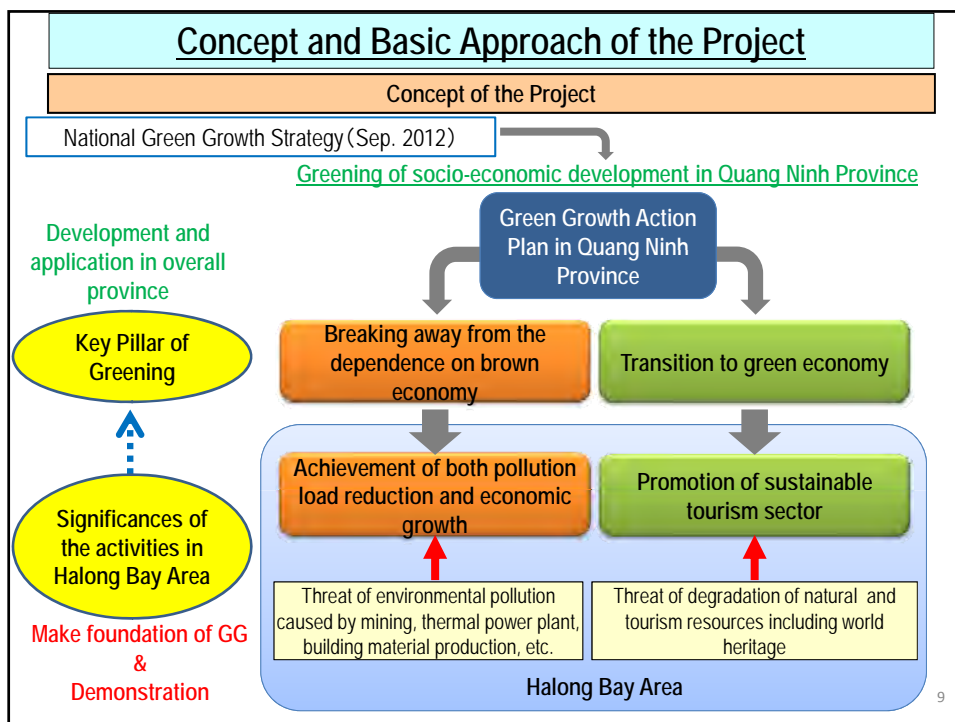 Concept and Basic Approach of the Project
Concept of the Project
National Green Growth Strategy（Sep. 2012）
Greening of socio-economic development in Quang Ninh Province
Green Growth Action
Plan in Quang Ninh
Province
Development and
application in overall
province
Key Pillar of
Greening
Breaking away from the
dependence on brown
economy
Transition to green economy
Significances of
the activities in
Halong Bay Area
Achievement of both pollution
load reduction and economic
growth
Promotion of sustainable
tourism sector
Make foundation of GG
&
Demonstration
Threat of environmental pollution
caused by mining, thermal power plant,
building material production, etc.
Threat of degradation of natural and
tourism resources including world
heritage
Halong Bay Area
9